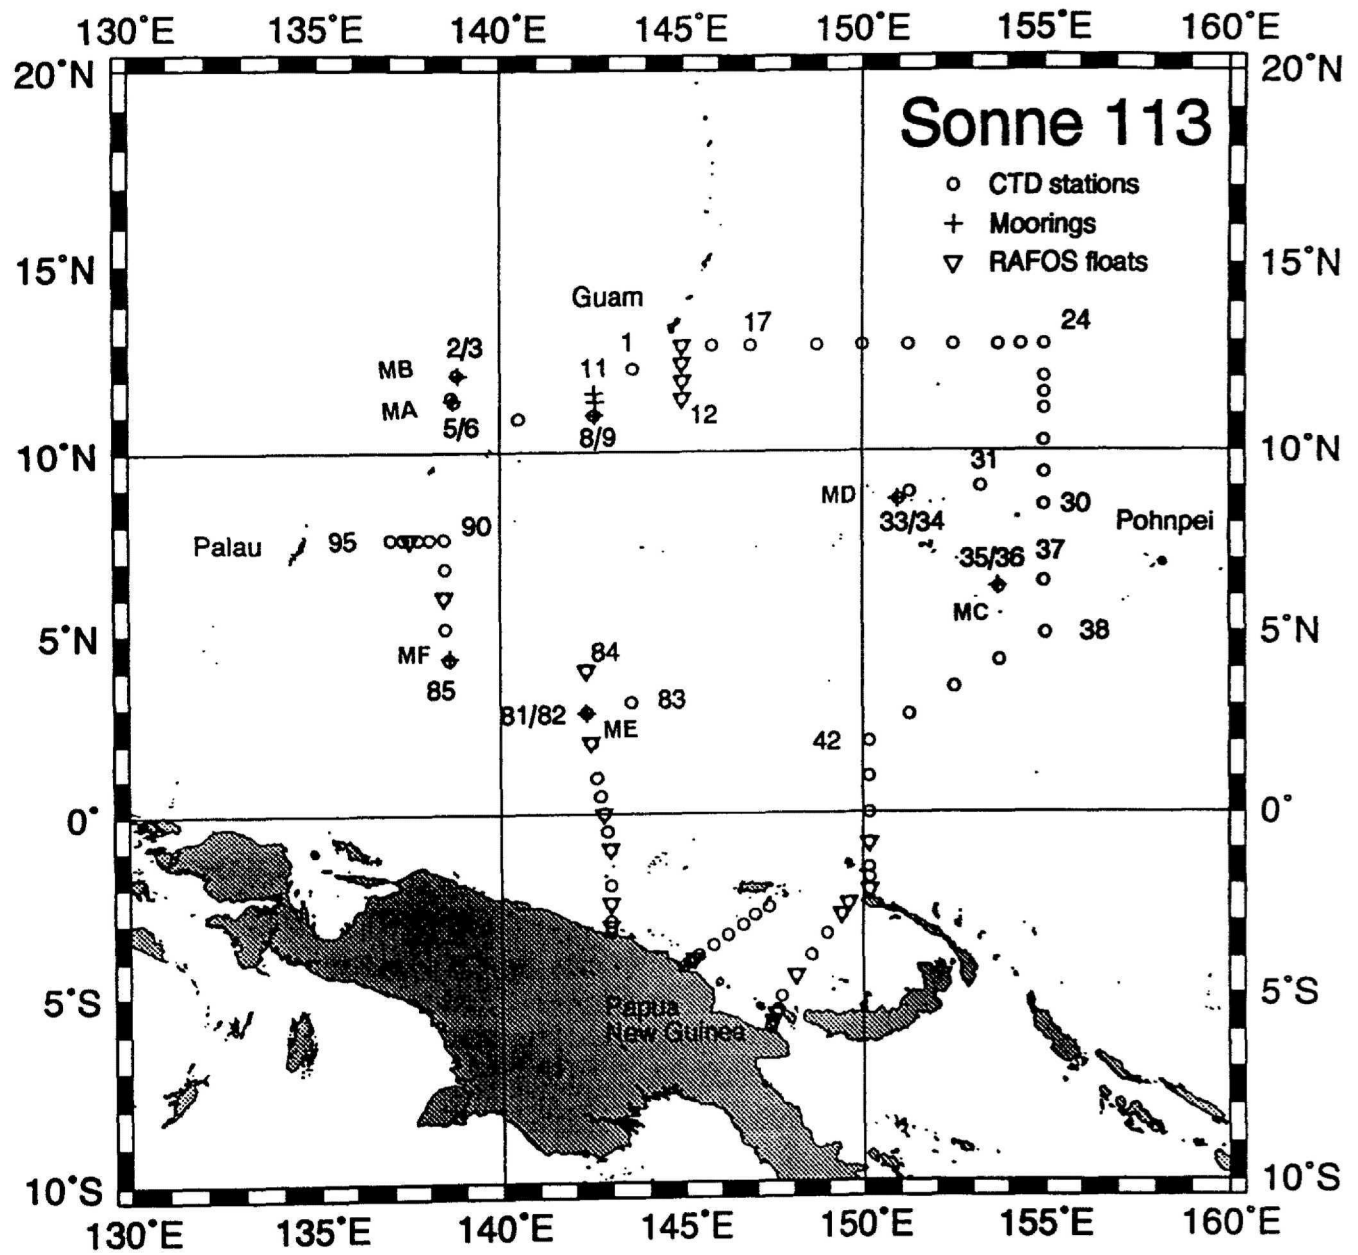 130˚E 135˚E 140˚E 145˚E 150˚E 155˚E 160˚E
20˚N 20˚N
Sonne 113
CTD stations
Moorings
RAFOS floats
15˚N 15˚N
Guam
1 17 24
2/3
MB 11
MA 12
5/6 8/9
10˚N 10˚N
31
MD 30
33/34 Pohnpei
90
Palau 95 35/36 37
MC
5˚N 38 5˚N
MF 84
85 83
81/82 ME
42
0˚ 0˚
5˚S 5˚S
Papua
New Guinea
10˚S 10˚S
130˚E 135˚E 140˚E 145˚E 150˚E 155˚E 160˚E